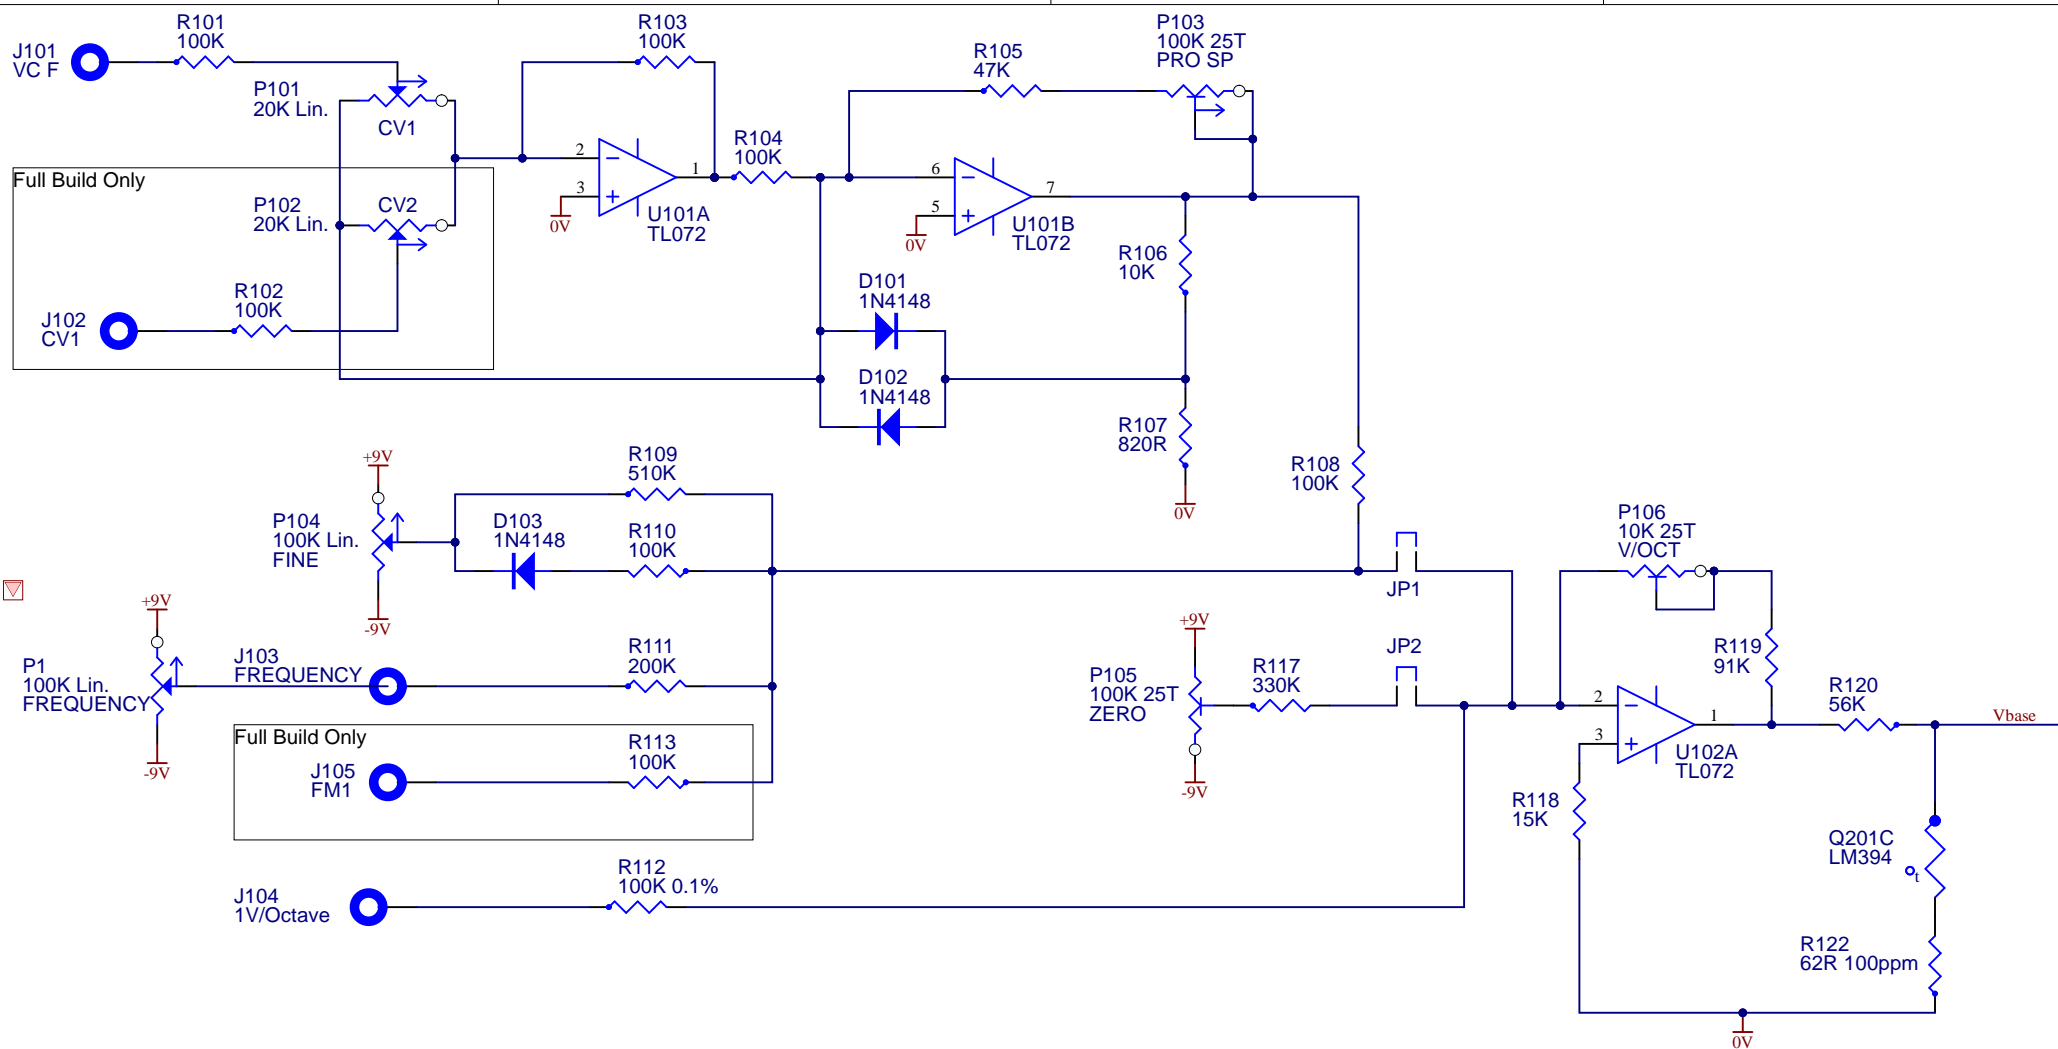 R101
100K
J101
VC F
P101
20K Lin.
CV1
R103
100K
2
3
1
0V
U101A
TL072
R104
100K
R105
47K
P103
100K 25T
PRO SP
6
5
7
0V
U101B
TL072
Full Build Only
P102
20K Lin.
CV2
R102
100K
J102
CV1
D101
1N4148
D102
1N4148
R106
10K
R107
820R
0V
R108
100K
+9V
P104
100K Lin.
FINE
-9V
R109
510K
D103
1N4148
R110
100K
JP1
+9V
P1
100K Lin.
FREQUENCY
-9V
J103
FREQUENCY
R111
200K
Full Build Only
J105
FM1
R113
100K
J104
1V/Octave
R112
100K 0.1%
+9V
P105
100K 25T
ZERO
-9V
R117
330K
JP2
P106
10K 25T
V/OCT
R119
91K
2
3
1
U102A
TL072
R118
15K
R120
56K
Vbase
Q201C
LM394
t
R122
62R 100ppm
0V